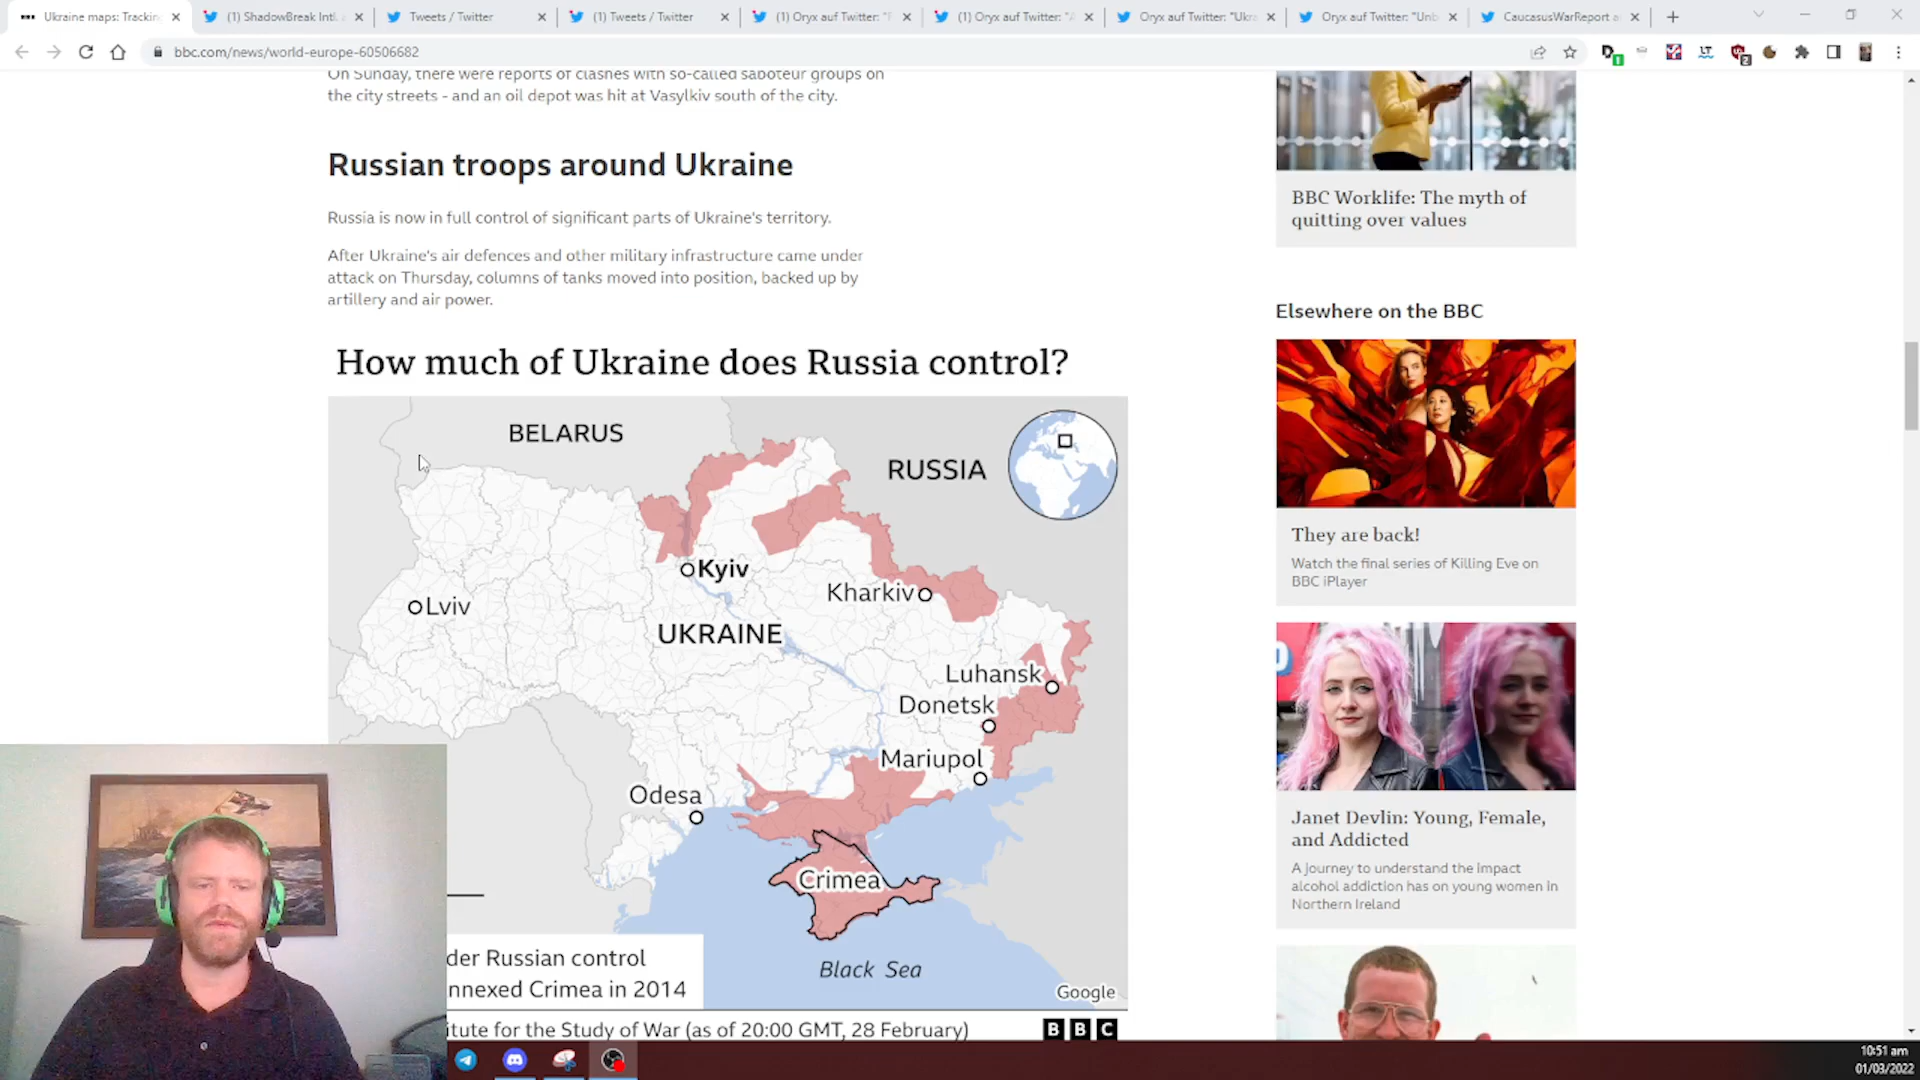 Ukraine maps: Trackin
(1) ShadowBreak Intl.
Tweets / Twitter
(1) Tweets / Twitter
(1) Oryx auf Twitter: "
(1) Oryx auf Twitter: "
Oryx auf Twitter: "Ukra
Oryx auf Twitter: "Unb
CaucasusWarReport a
bbc.com/news/world-europe-60506682
On Sunday, there were reports of clashes with so-called saboteur groups on
the city streets - and an oil depot was hit at Vasylkiv south of the city.
Russian troops around Ukraine
Russia is now in full control of significant parts of Ukraine's territory.
After Ukraine's air defences and other military infrastructure came under
attack on Thursday, columns of tanks moved into position, backed up by
artillery and air power.
How much of Ukraine does Russia control?
BELARUS
RUSSIA
Kyiv
Kharkiv
Lviv
UKRAINE
Luhansk
Donetsk
Mariupol
Odesa
Crimea
Black Sea
Google
der Russian control
nnexed Crimea in 2014
itute for the Study of War (as of 20:00 GMT, 28 February)
BBC
BBC Worklife: The myth of
quitting over values
Elsewhere on the BBC
They are back!
Watch the final series of Killing Eve on
BBC iPlayer
Janet Devlin: Young, Female,
and Addicted
A journey to understand the impact
alcohol addiction has on young women in
Northern Ireland
10:51 am
01/03/2022